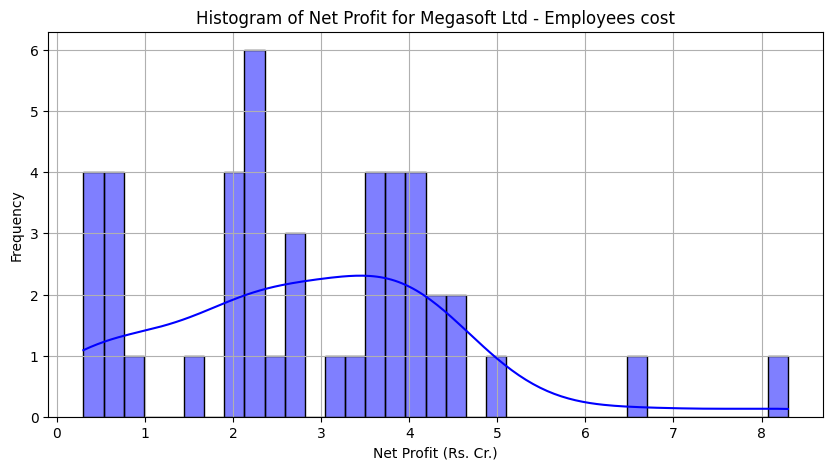 Histogram of Net Profit for Megasoft Ltd - Employees cost
6
5
4
3
2
1
0
Frequency
0 1 2 3 4 5 6 7 8
Net Profit (Rs. Cr.)